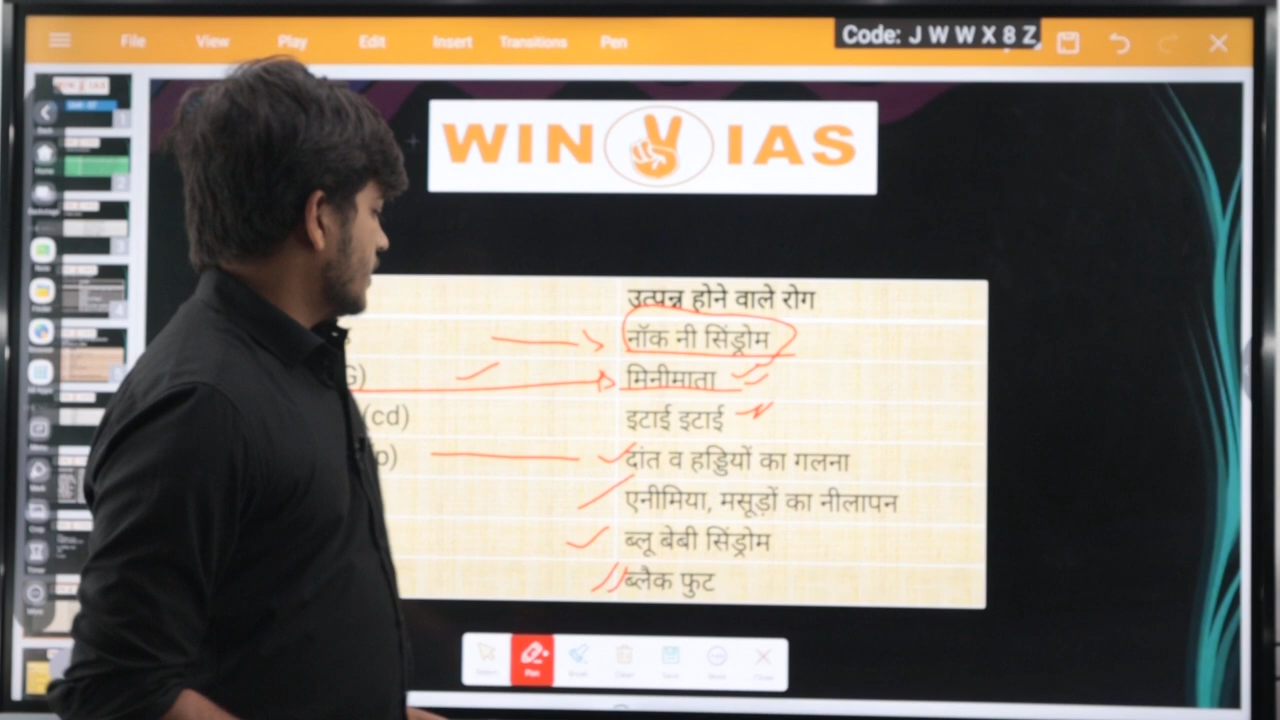 File View Play Edit Insert Transitions Pen
Code: J W W X 8 Z
WIN IAS
उत्पन्न होने वाले रोग
नॉक नी सिंड्रोम
G) मिनीमाता
(cd) इटाई इटाई
p) दांत व हड्डियों का गलना
एनीमिया, मसूड़ों का नीलापन
ब्लू बेबी सिंड्रोम
ब्लैक फुट
Pen